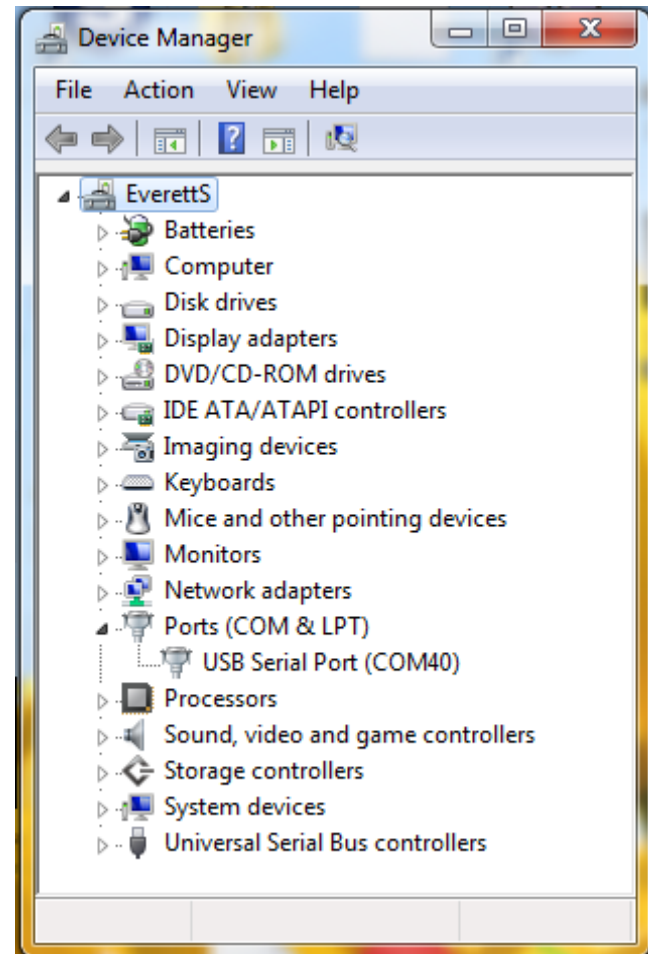 Device Manager
File Action View Help
EverettS
Batteries
Computer
Disk drives
Display adapters
DVD/CD-ROM drives
IDE ATA/ATAPI controllers
Imaging devices
Keyboards
Mice and other pointing devices
Monitors
Network adapters
Ports (COM & LPT)
USB Serial Port (COM40)
Processors
Sound, video and game controllers
Storage controllers
System devices
Universal Serial Bus controllers